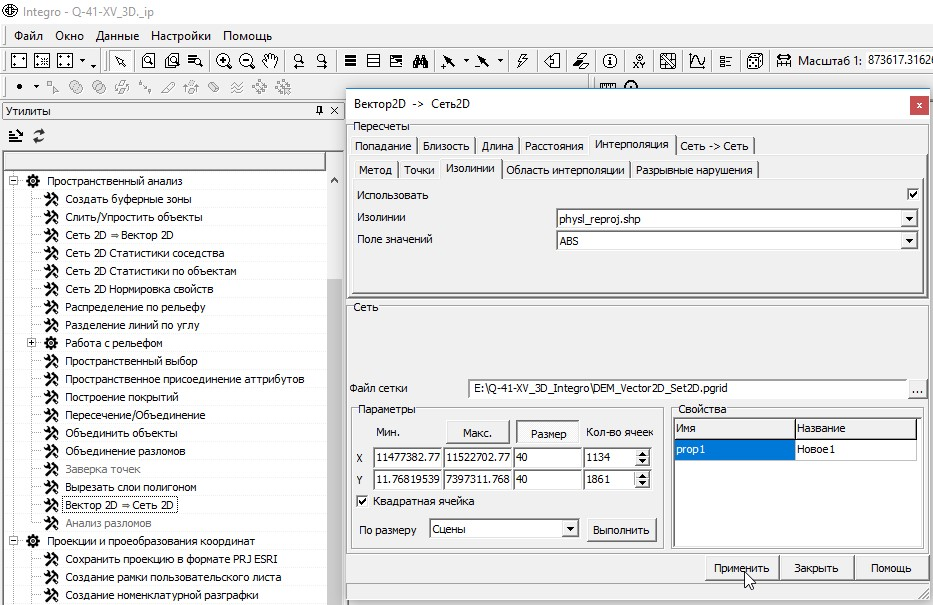 Integro - Q-41-XV_3D._ip
Файл Окно Данные Настройки Помощь
Масштаб 1: 873617.3162
Утилиты
Пространственный анализ
Создать буферные зоны
Слить/Упростить объекты
Сеть 2D ⇒ Вектор 2D
Сеть 2D Статистики соседства
Сеть 2D Статистики по объектам
Сеть 2D Нормировка свойств
Распределение по рельефу
Разделение линий по углу
Работа с рельефом
Пространственный выбор
Пространственное присоединение аттрибутов
Построение покрытий
Пересечение/Объединение
Объединить объекты
Объединение разломов
Заверка точек
Вырезать слои полигоном
Вектор 2D ⇒ Сеть 2D
Анализ разломов
Проекции и проеобразования координат
Сохранить проекцию в формате PRJ ESRI
Создание рамки пользовательского листа
Создание номенклатурной разграфки
Вектор2D -> Сеть2D
Пересчеты
Попадание Близость Длина Расстояния Интерполяция Сеть -> Сеть
Метод Точки Изолинии Область интерполяции Разрывные нарушения
Использовать
Изолинии physl_reproj.shp
Поле значений ABS
Сеть
Файл сетки E:\Q-41-XV_3D_Integro\DEM_Vector2D_Set2D.pgrid ...
Параметры
Мин. Макс. Размер Кол-во ячеек
X 11477382.77 11522702.77 40 1134
Y 11.76819539 7397311.768 40 1861
Квадратная ячейка
По размеру Сцены Выполнить
Свойства
Имя Название
prop1 Новое1
Применить Закрыть Помощь